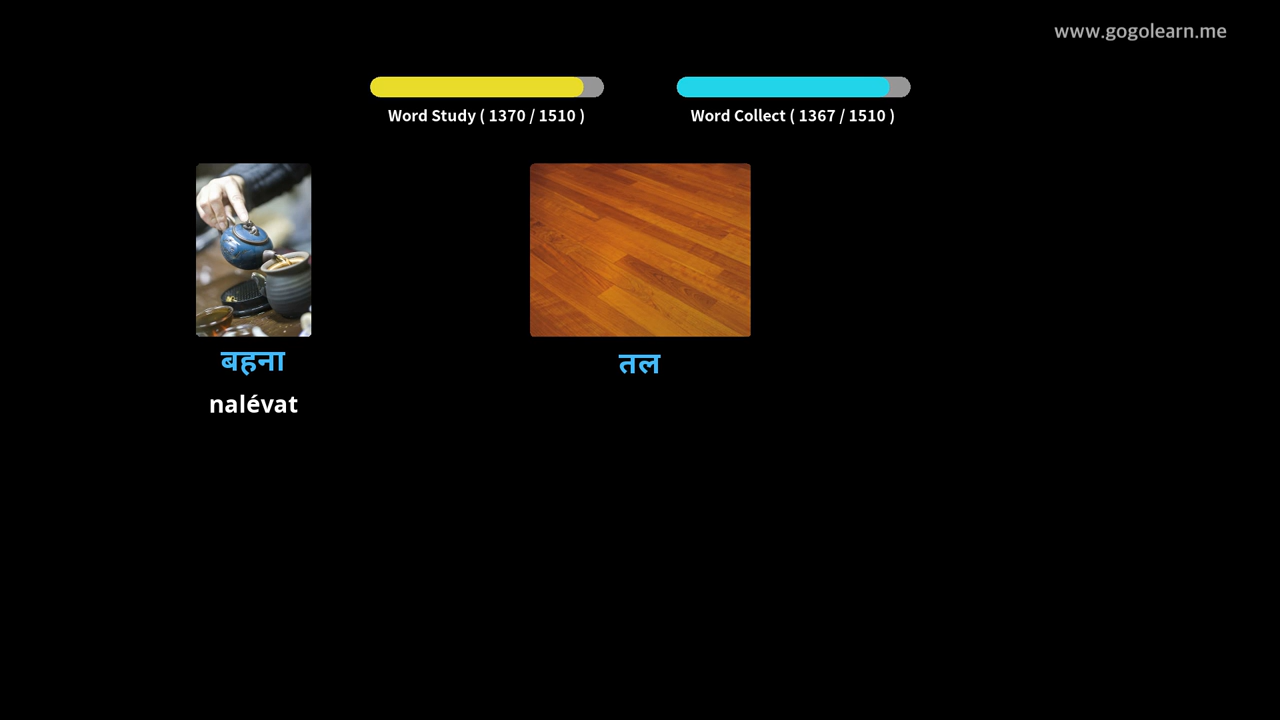 www.gogolearn.me
Word Study ( 1370 / 1510 )
Word Collect ( 1367 / 1510 )
बहना
nalévat
तल